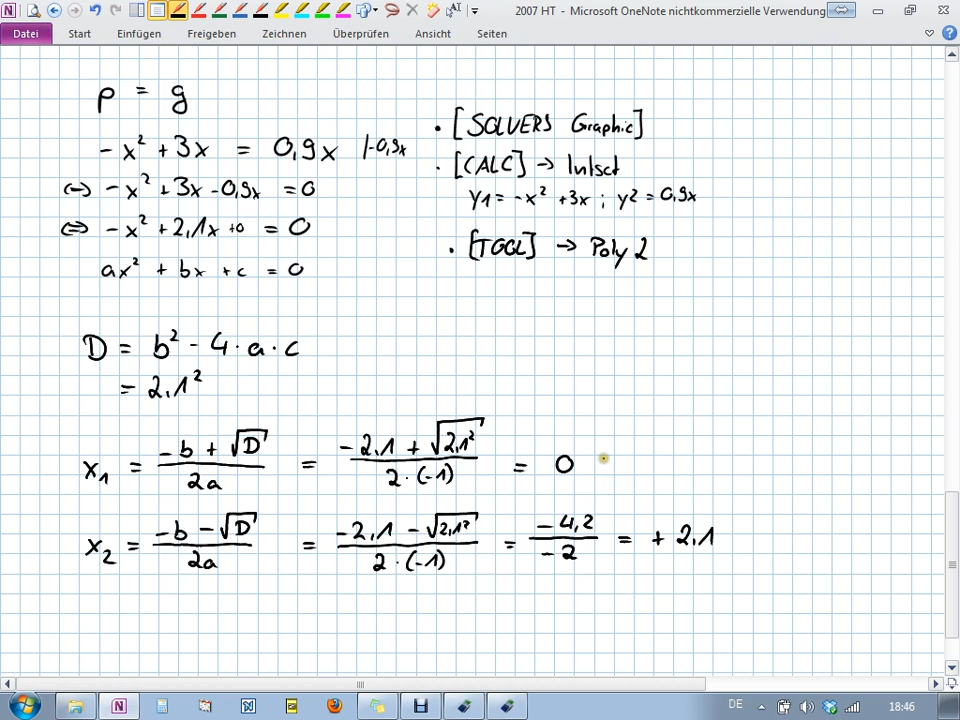 2007 HT - Microsoft OneNote nichtkommerzielle Verwendung
Datei Start Einfügen Freigeben Zeichnen Überprüfen Ansicht Seiten
p = g
-x² + 3x = 0,9x |-0,9x
<-> -x² + 3x - 0,9x = 0
<=> -x² + 2,1x +0 = 0
ax² + bx + c = 0
• [SOLVERS Graphic]
• [CALC] → Intsct
Y1 = -x² + 3x ; y2 = 0,9x
• [TOOL] → Poly 2
D = b² - 4 · a · c
= 2,1²
x₁ = (-b + √D)/(2a) = (-2,1 + √2,1²)/(2 · (-1)) = 0
x₂ = (-b - √D)/(2a) = (-2,1 - √2,1²)/(2 · (-1)) = (-4,2)/(-2) = + 2,1
DE 18:46